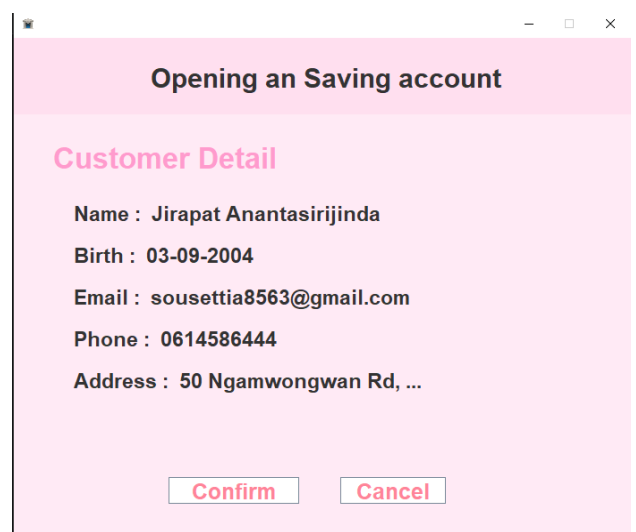 Opening an Saving account
Customer Detail
Name : Jirapat Anantasirijinda
Birth : 03-09-2004
Email : sousettia8563@gmail.com
Phone : 0614586444
Address : 50 Ngamwongwan Rd, ...
Confirm Cancel